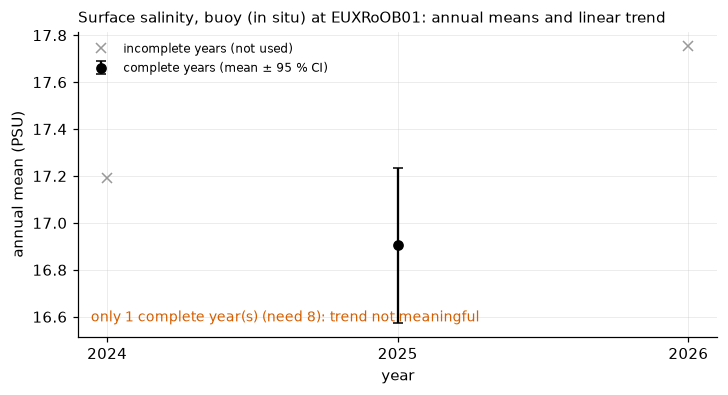 Surface salinity, buoy (in situ) at EUXRoOB01: annual means and linear trend
17.8
17.6
17.4
17.2
17.0
16.8
16.6
annual mean (PSU)
incomplete years (not used)
complete years (mean ± 95 % CI)
only 1 complete year(s) (need 8): trend not meaningful
2024
2025
2026
year